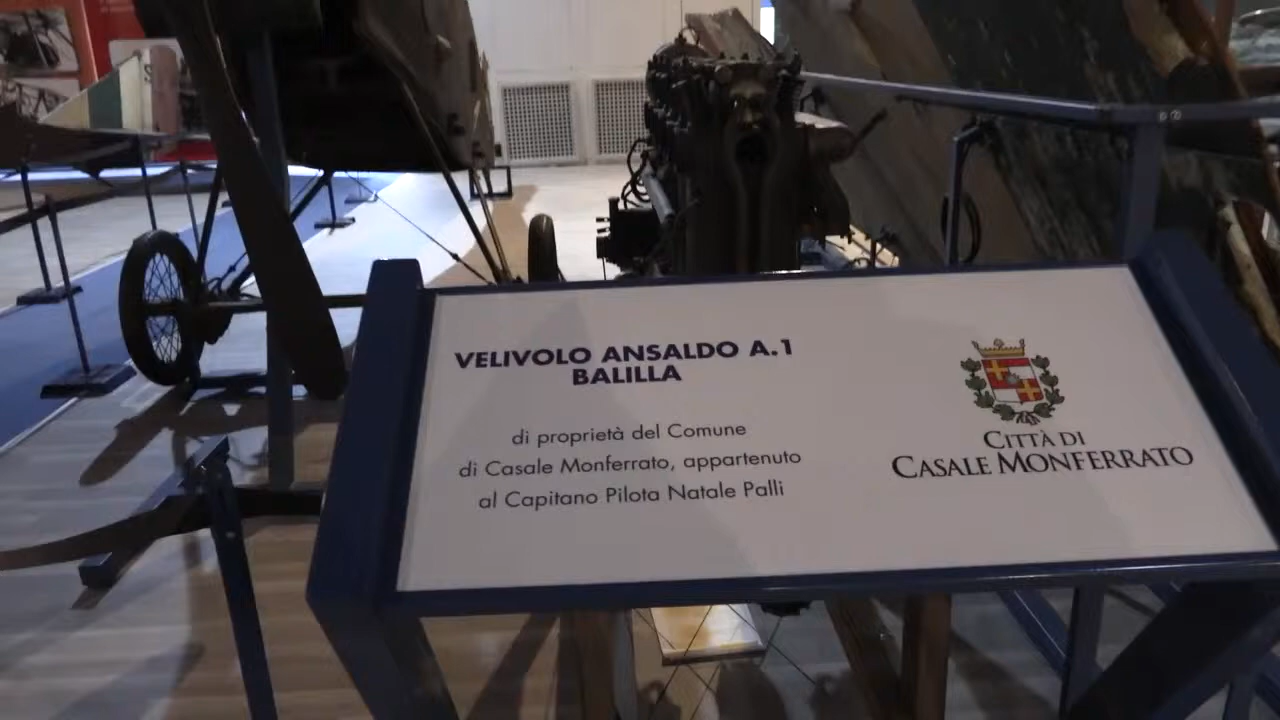 VELIVOLO ANSALDO A.1
BALILLA
di proprietà del Comune
di Casale Monferrato, appartenuto
al Capitano Pilota Natale Palli
CITTÀ DI
CASALE MONFERRATO